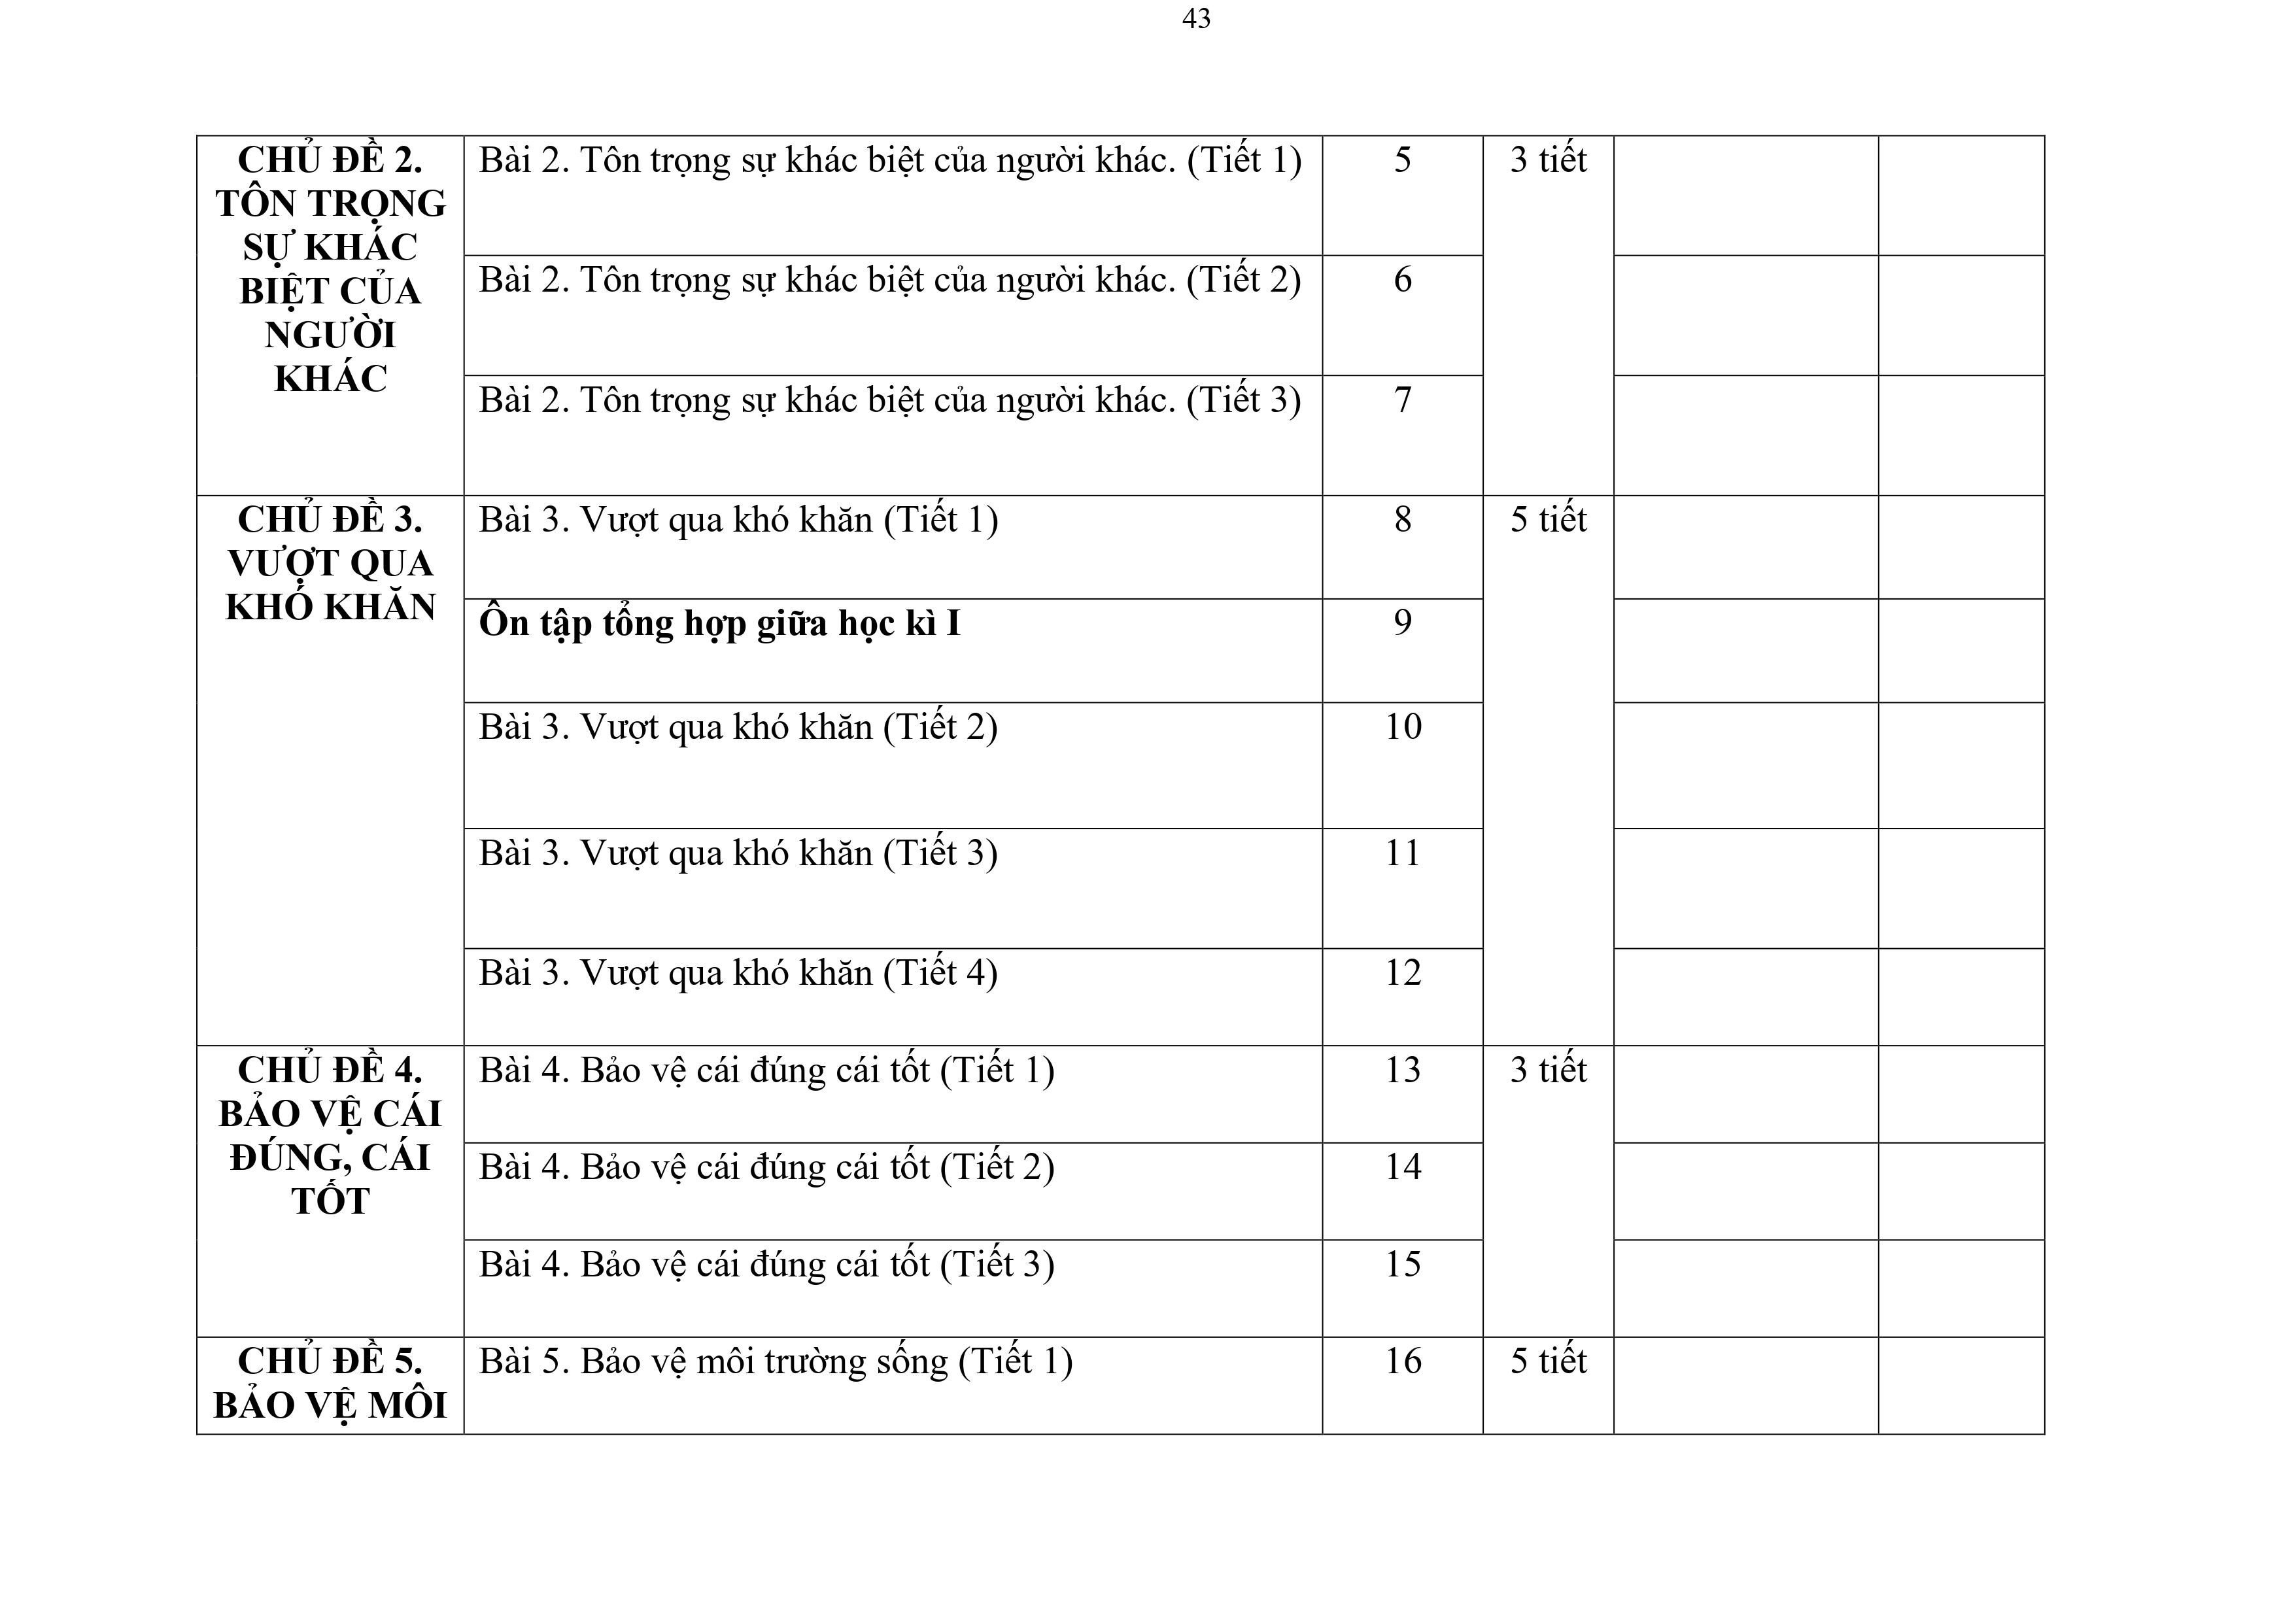 43
CHỦ ĐỀ 2.
TÔN TRỌNG
SỰ KHÁC
BIỆT CỦA
NGƯỜI
KHÁC
Bài 2. Tôn trọng sự khác biệt của người khác. (Tiết 1)
5
3 tiết
Bài 2. Tôn trọng sự khác biệt của người khác. (Tiết 2)
6
Bài 2. Tôn trọng sự khác biệt của người khác. (Tiết 3)
7
CHỦ ĐỀ 3.
VƯỢT QUA
KHÓ KHĂN
Bài 3. Vượt qua khó khăn (Tiết 1)
8
5 tiết
Ôn tập tổng hợp giữa học kì I
9
Bài 3. Vượt qua khó khăn (Tiết 2)
10
Bài 3. Vượt qua khó khăn (Tiết 3)
11
Bài 3. Vượt qua khó khăn (Tiết 4)
12
CHỦ ĐỀ 4.
BẢO VỆ CÁI
ĐÚNG, CÁI
TỐT
Bài 4. Bảo vệ cái đúng cái tốt (Tiết 1)
13
3 tiết
Bài 4. Bảo vệ cái đúng cái tốt (Tiết 2)
14
Bài 4. Bảo vệ cái đúng cái tốt (Tiết 3)
15
CHỦ ĐỀ 5.
BẢO VỆ MÔI
Bài 5. Bảo vệ môi trường sống (Tiết 1)
16
5 tiết